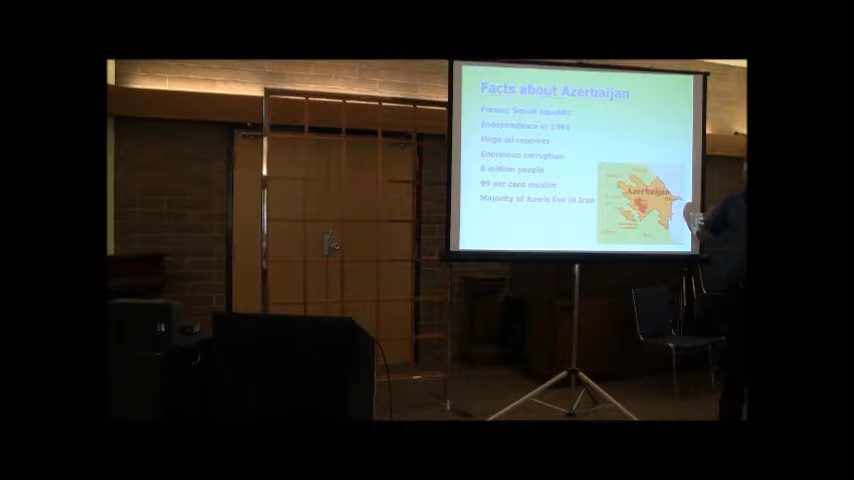 Facts about Azerbaijan
Former Soviet republic
Independence in 1991
Huge oil reserves
Enormous corruption
8 million people
99 per cent muslim
Majority of Azeris live in Iran
Azerbaijan